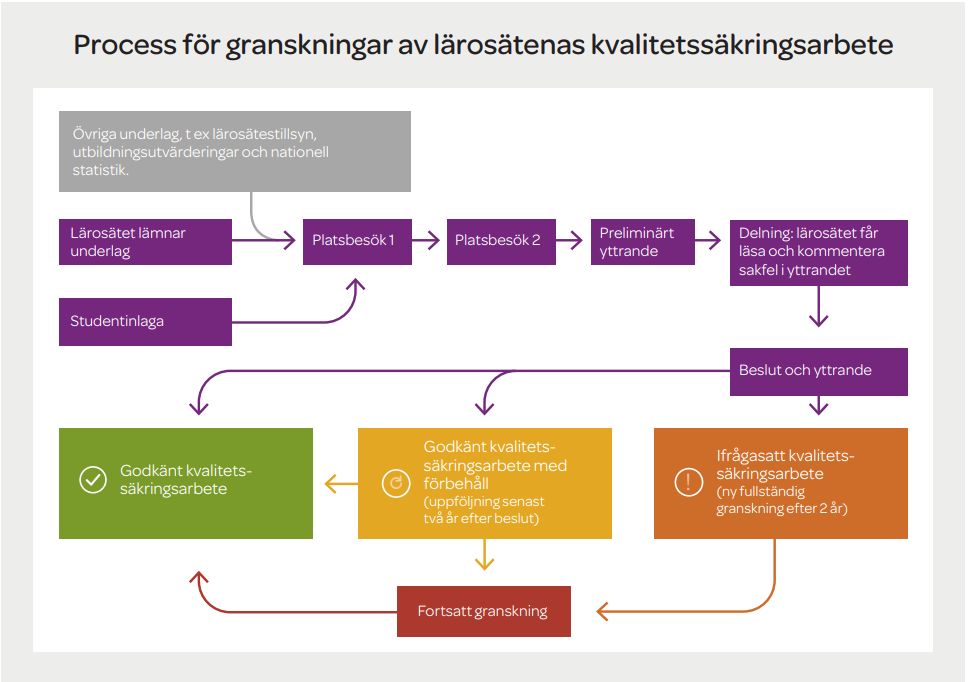 Process för granskningar av lärosätenas kvalitetssäkringsarbete
Övriga underlag, t ex lärosätestillsyn,
utbildningsutvärderingar och nationell
statistik.
Lärosätet lämnar
underlag
Platsbesök 1
Platsbesök 2
Preliminärt
yttrande
Delning: lärosätet får
läsa och kommentera
sakfel i yttrandet
Studentinlaga
Beslut och yttrande
Godkänt kvalitets-
säkringsarbete
Godkänt kvalitets-
säkringsarbete med
förbehåll
(uppföljning senast
två år efter beslut)
Ifrågasatt kvalitets-
säkringsarbete
(ny fullständig
granskning efter 2 år)
Fortsatt granskning